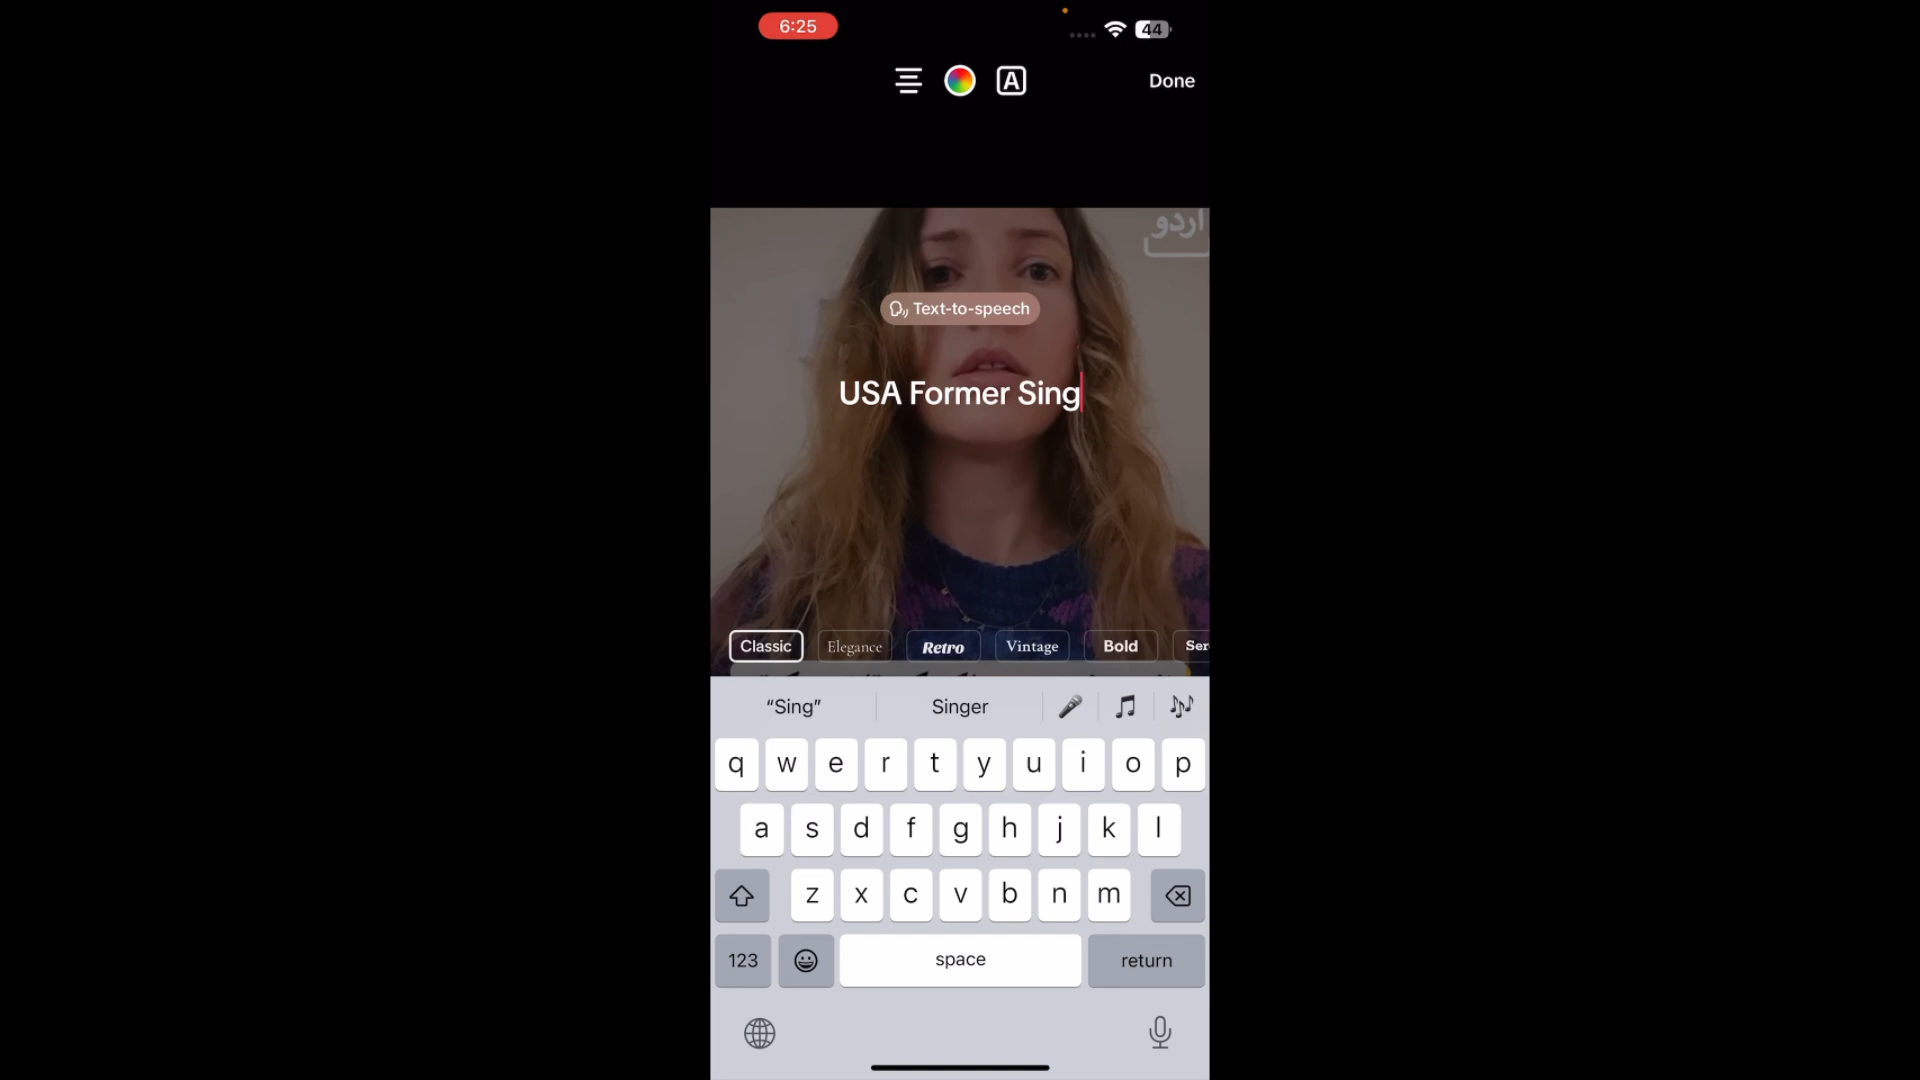 6:25
44
Done
اردو
Text-to-speech
USA Former Sing
Classic Elegance Retro Vintage Bold Ser
“Sing” Singer
q w e r t y u i o p
a s d f g h j k l
z x c v b n m
123 space return